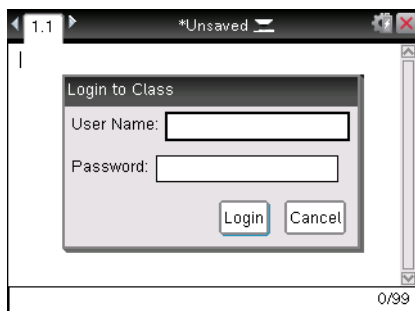 1.1 *Unsaved
Login to Class
User Name:
Password:
Login Cancel
0/99